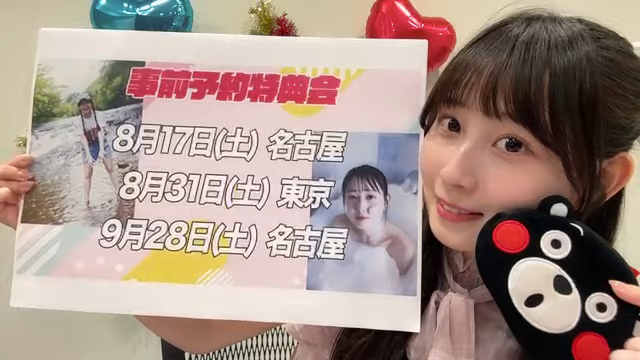 事前予約特典会
8月17日(土) 名古屋
8月31日(土) 東京
9月28日(土) 名古屋